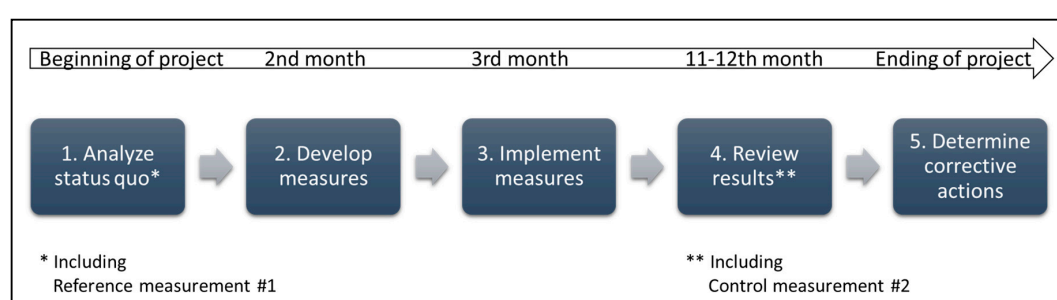 Beginning of project 2nd month 3rd month 11-12th month Ending of project
1. Analyze
status quo*
2. Develop
measures
3. Implement
measures
4. Review
results**
5. Determine
corrective
actions
* Including
Reference measurement #1
** Including
Control measurement #2